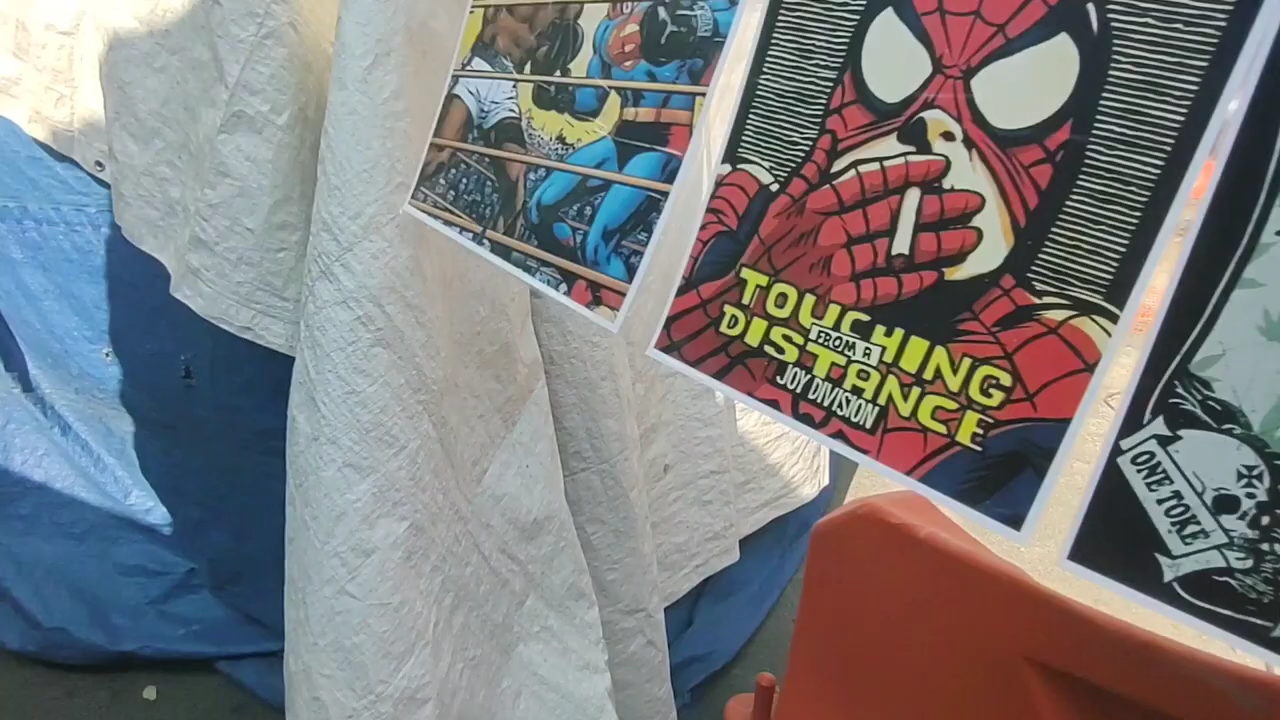 TOUCHING
FROM A
DISTANCE
JOY DIVISION
ONE TOKE